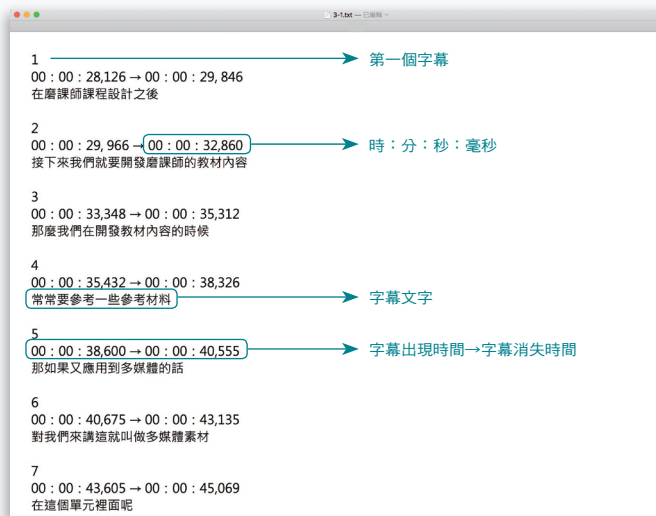 3-1.txt — 已編輯
1
第一個字幕
00：00：28,126 → 00：00：29, 846
在磨課師課程設計之後
2
00：00：29, 966 → 00：00：32,860
時：分：秒：毫秒
接下來我們就要開發磨課師的教材內容
3
00：00：33,348 → 00：00：35,312
那麼我們在開發教材內容的時候
4
00：00：35,432 → 00：00：38,326
常常要參考一些參考材料
字幕文字
5
00：00：38,600 → 00：00：40,555
字幕出現時間→字幕消失時間
那如果又應用到多媒體的話
6
00：00：40,675 → 00：00：43,135
對我們來講這就叫做多媒體素材
7
00：00：43,605 → 00：00：45,069
在這個單元裡面呢